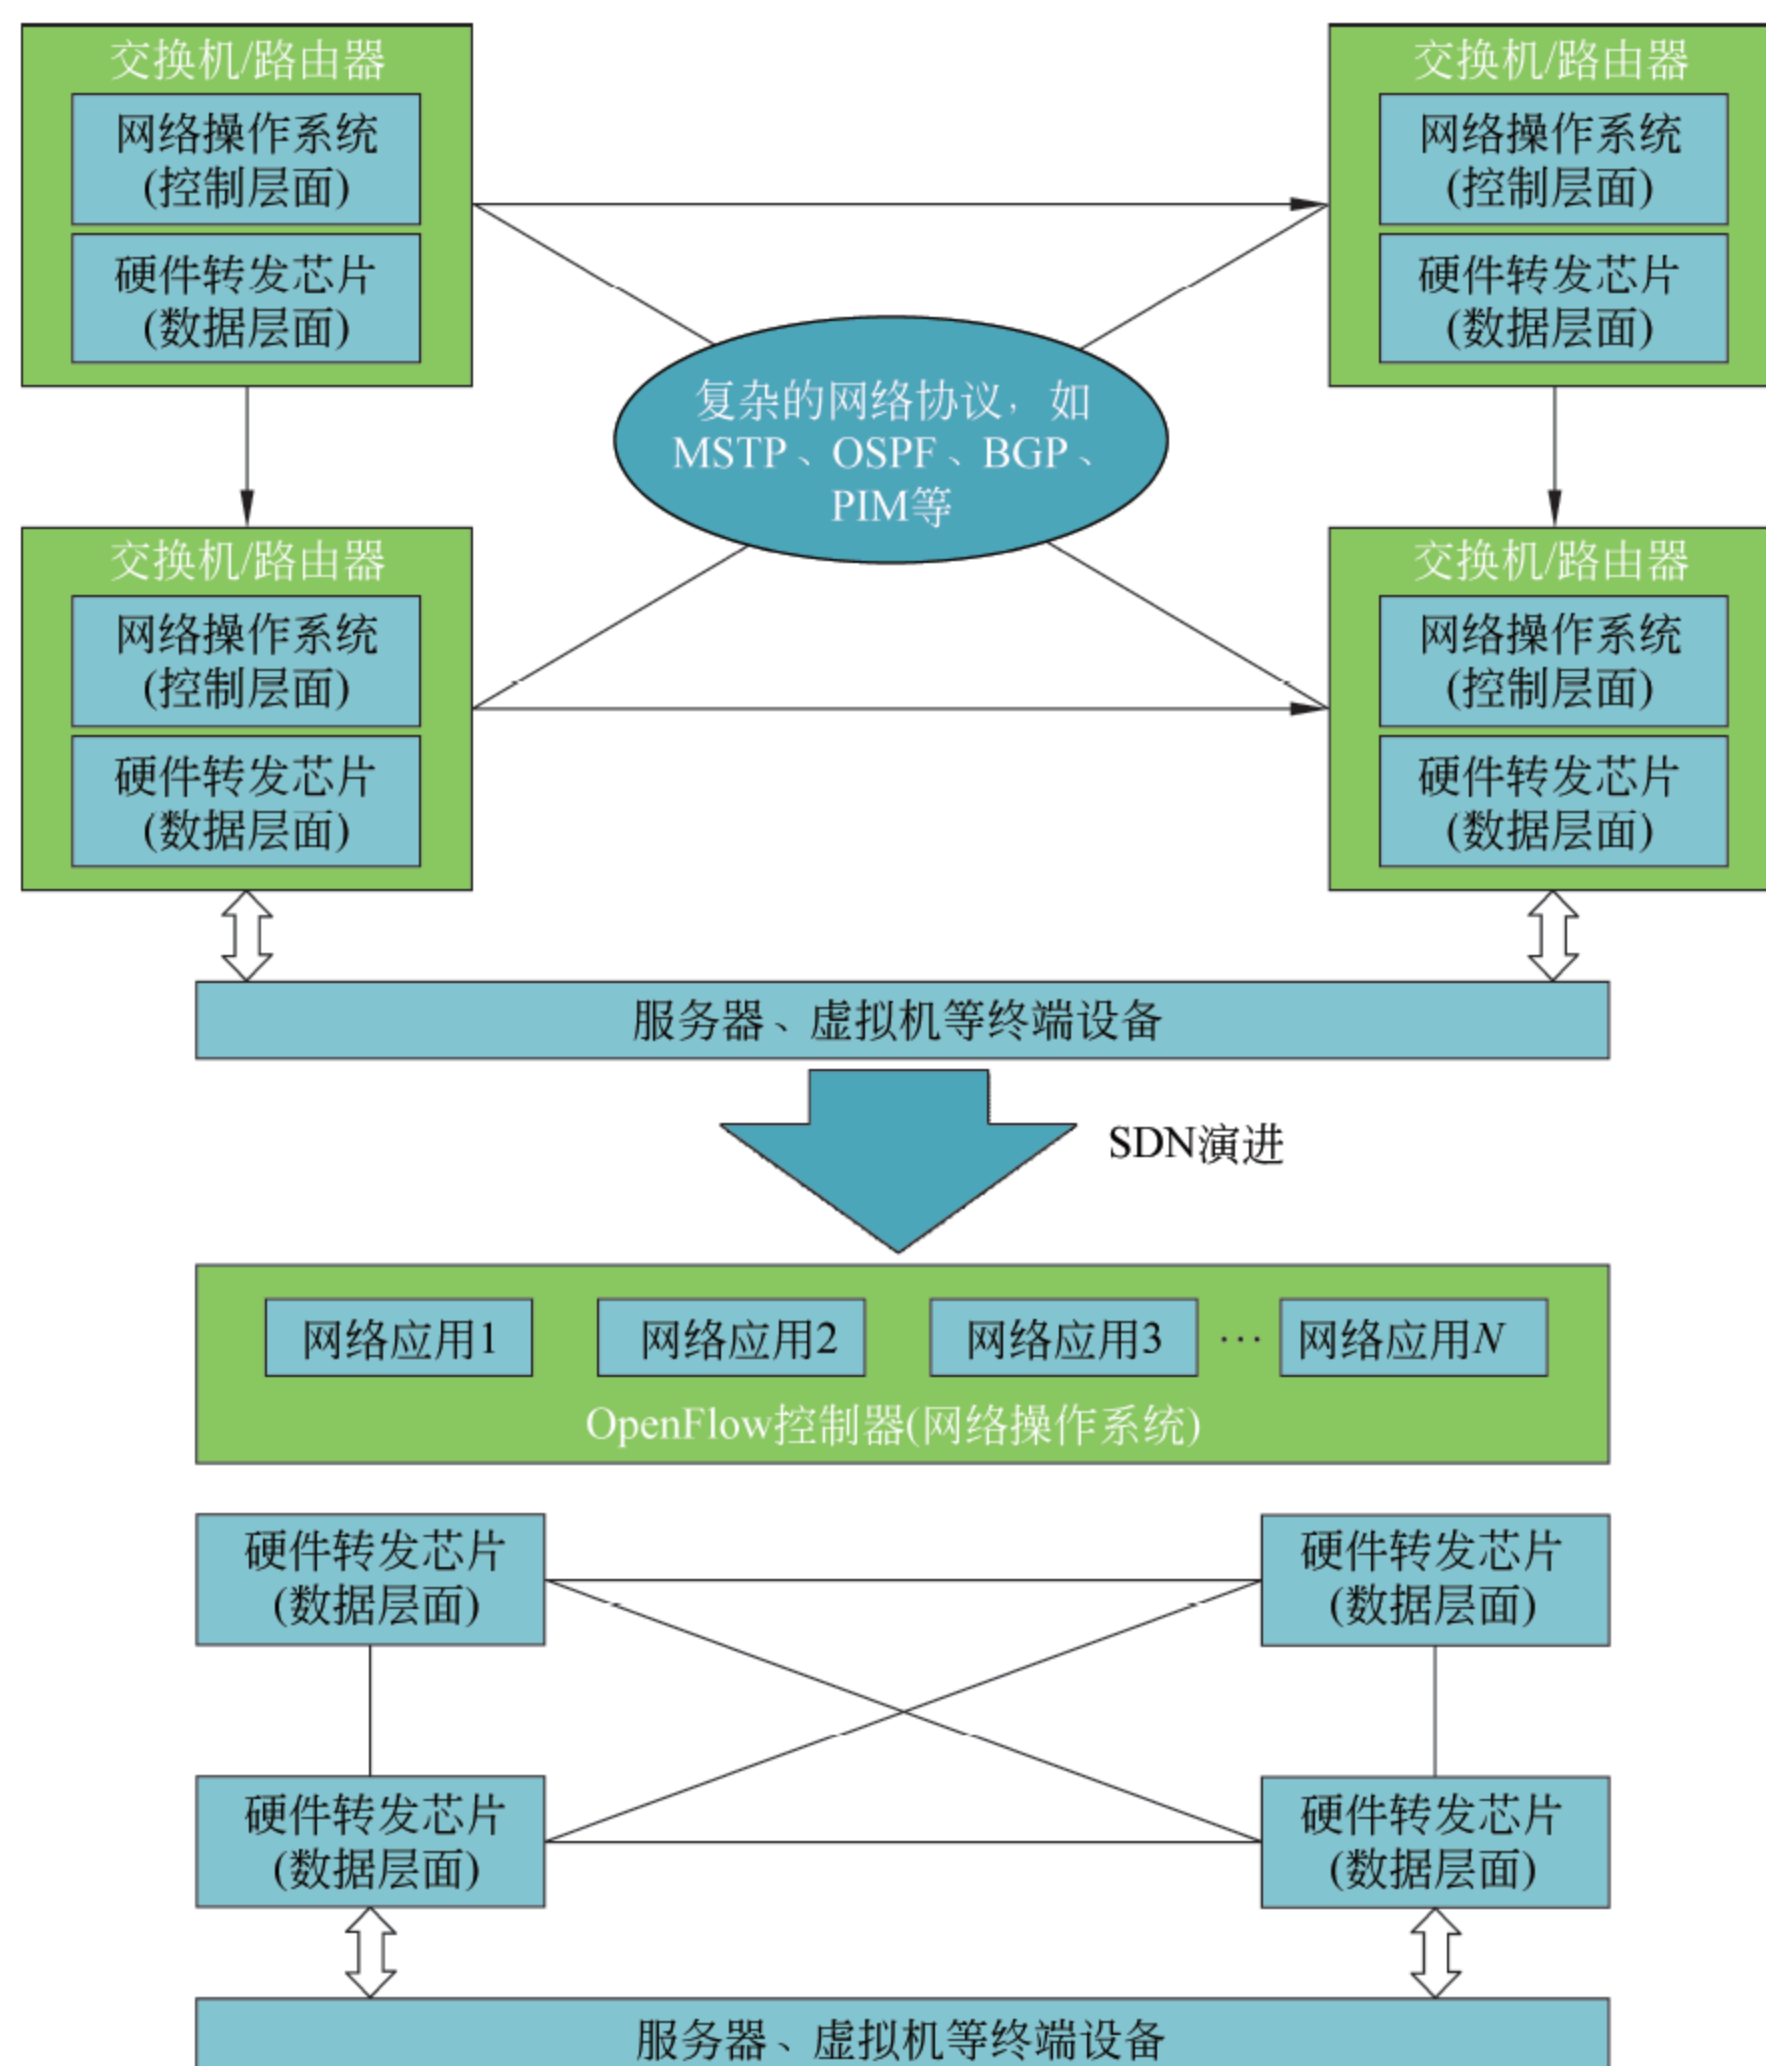 交换机/路由器
网络操作系统
(控制层面)
硬件转发芯片
(数据层面)
交换机/路由器
网络操作系统
(控制层面)
硬件转发芯片
(数据层面)
复杂的网络协议，如
MSTP、OSPF、BGP、
PIM等
交换机/路由器
网络操作系统
(控制层面)
硬件转发芯片
(数据层面)
交换机/路由器
网络操作系统
(控制层面)
硬件转发芯片
(数据层面)
服务器、虚拟机等终端设备
SDN演进
网络应用1
网络应用2
网络应用3
…
网络应用N
OpenFlow控制器(网络操作系统)
硬件转发芯片
(数据层面)
硬件转发芯片
(数据层面)
硬件转发芯片
(数据层面)
硬件转发芯片
(数据层面)
服务器、虚拟机等终端设备